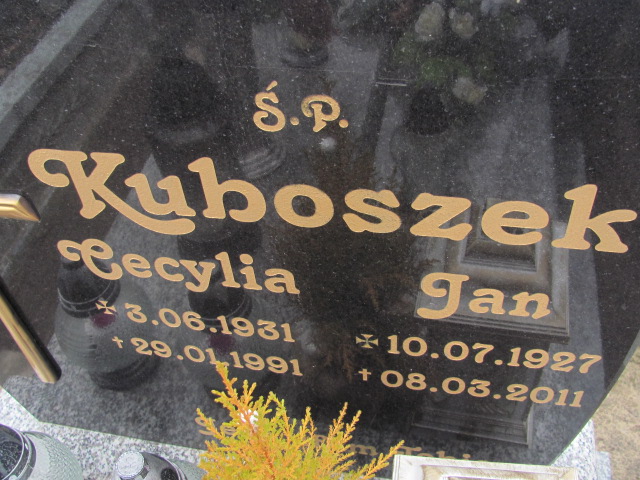 Ś.P.
Kuboszek
Cecylia Jan
3.06.1931 10.07.1927
29.01.1991 08.03.2011